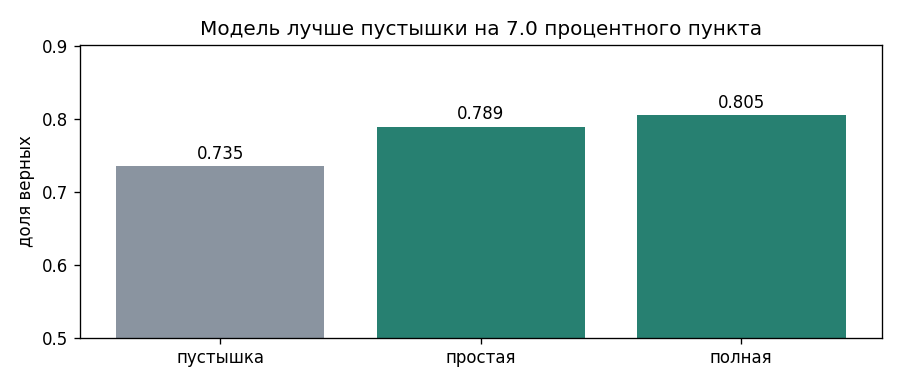 Модель лучше пустышки на 7.0 процентного пункта
доля верных
0.9
0.8
0.7
0.6
0.5
0.735
0.789
0.805
пустышка
простая
полная